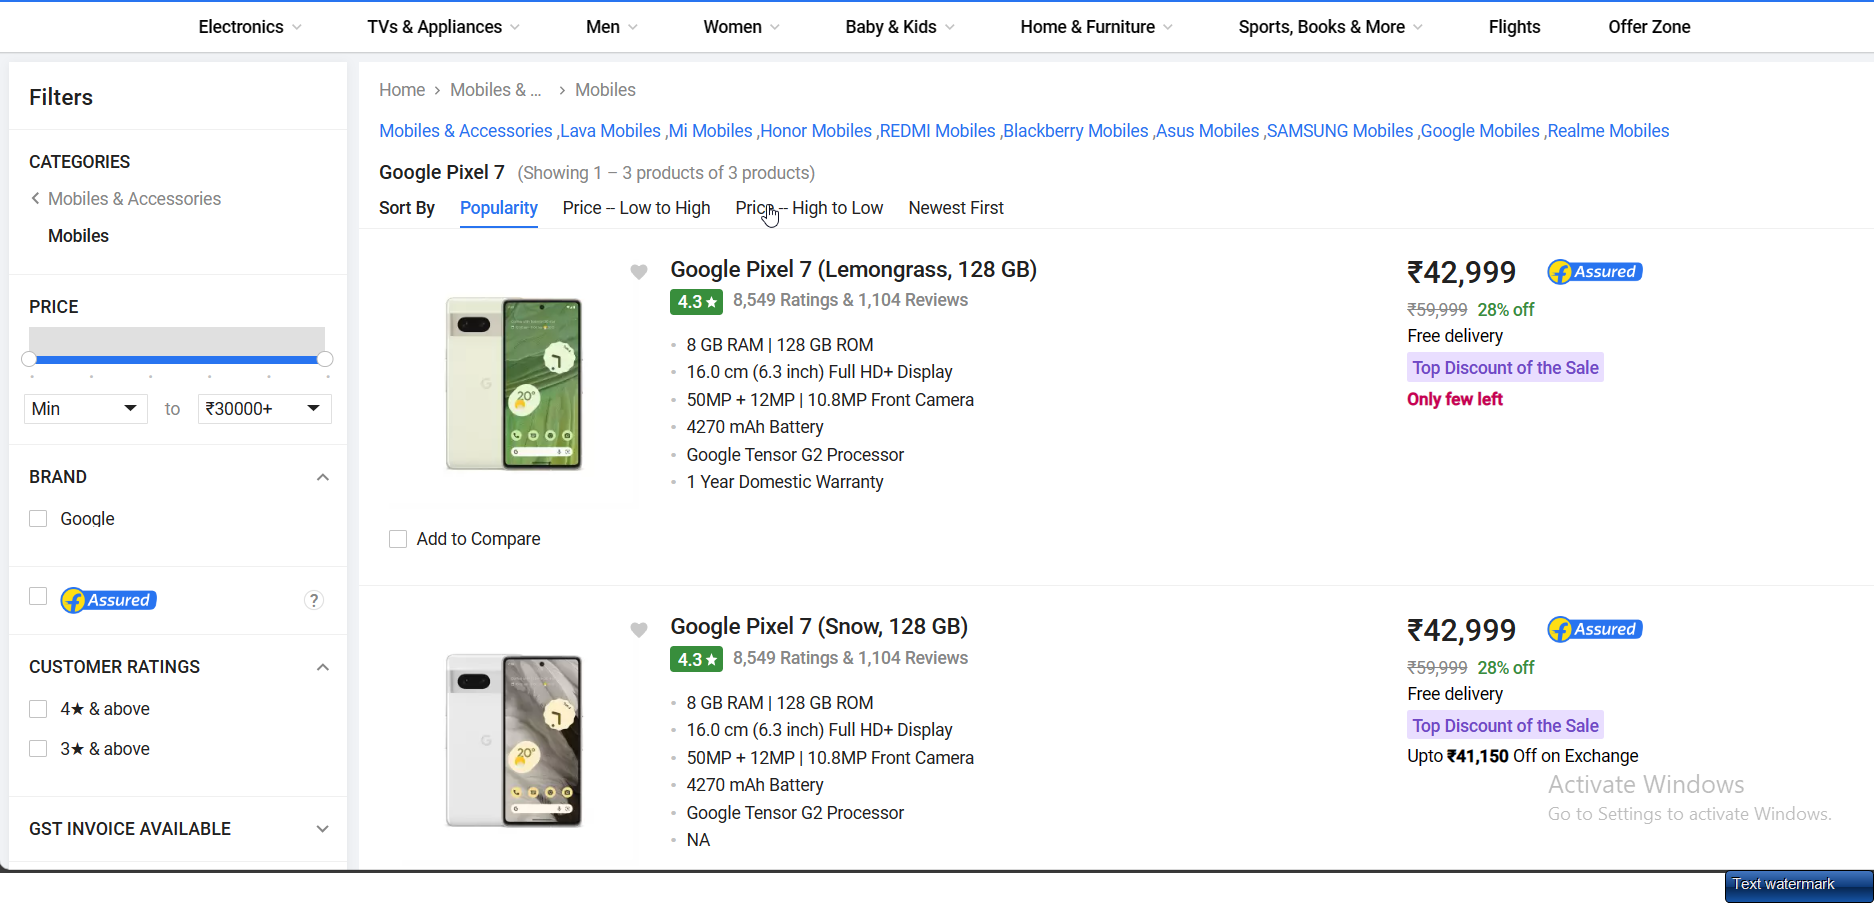 Electronics TVs & Appliances Men Women Baby & Kids Home & Furniture Sports, Books & More Flights Offer Zone
Filters
CATEGORIES
Mobiles & Accessories
Mobiles
PRICE
Min to ₹30000+
BRAND
Google
Assured ?
CUSTOMER RATINGS
4★ & above
3★ & above
GST INVOICE AVAILABLE
Home > Mobiles & ... > Mobiles
Mobiles & Accessories ,Lava Mobiles ,Mi Mobiles ,Honor Mobiles ,REDMI Mobiles ,Blackberry Mobiles ,Asus Mobiles ,SAMSUNG Mobiles ,Google Mobiles ,Realme Mobiles
Google Pixel 7 (Showing 1 – 3 products of 3 products)
Sort By Popularity Price -- Low to High Price -- High to Low Newest First
Google Pixel 7 (Lemongrass, 128 GB)
4.3★ 8,549 Ratings & 1,104 Reviews
8 GB RAM | 128 GB ROM
16.0 cm (6.3 inch) Full HD+ Display
50MP + 12MP | 10.8MP Front Camera
4270 mAh Battery
Google Tensor G2 Processor
1 Year Domestic Warranty
20°
Add to Compare
₹42,999 Assured
₹59,999 28% off
Free delivery
Top Discount of the Sale
Only few left
Google Pixel 7 (Snow, 128 GB)
4.3★ 8,549 Ratings & 1,104 Reviews
8 GB RAM | 128 GB ROM
16.0 cm (6.3 inch) Full HD+ Display
50MP + 12MP | 10.8MP Front Camera
4270 mAh Battery
Google Tensor G2 Processor
NA
20°
₹42,999 Assured
₹59,999 28% off
Free delivery
Top Discount of the Sale
Upto ₹41,150 Off on Exchange
Activate Windows
Go to Settings to activate Windows.
Text watermark